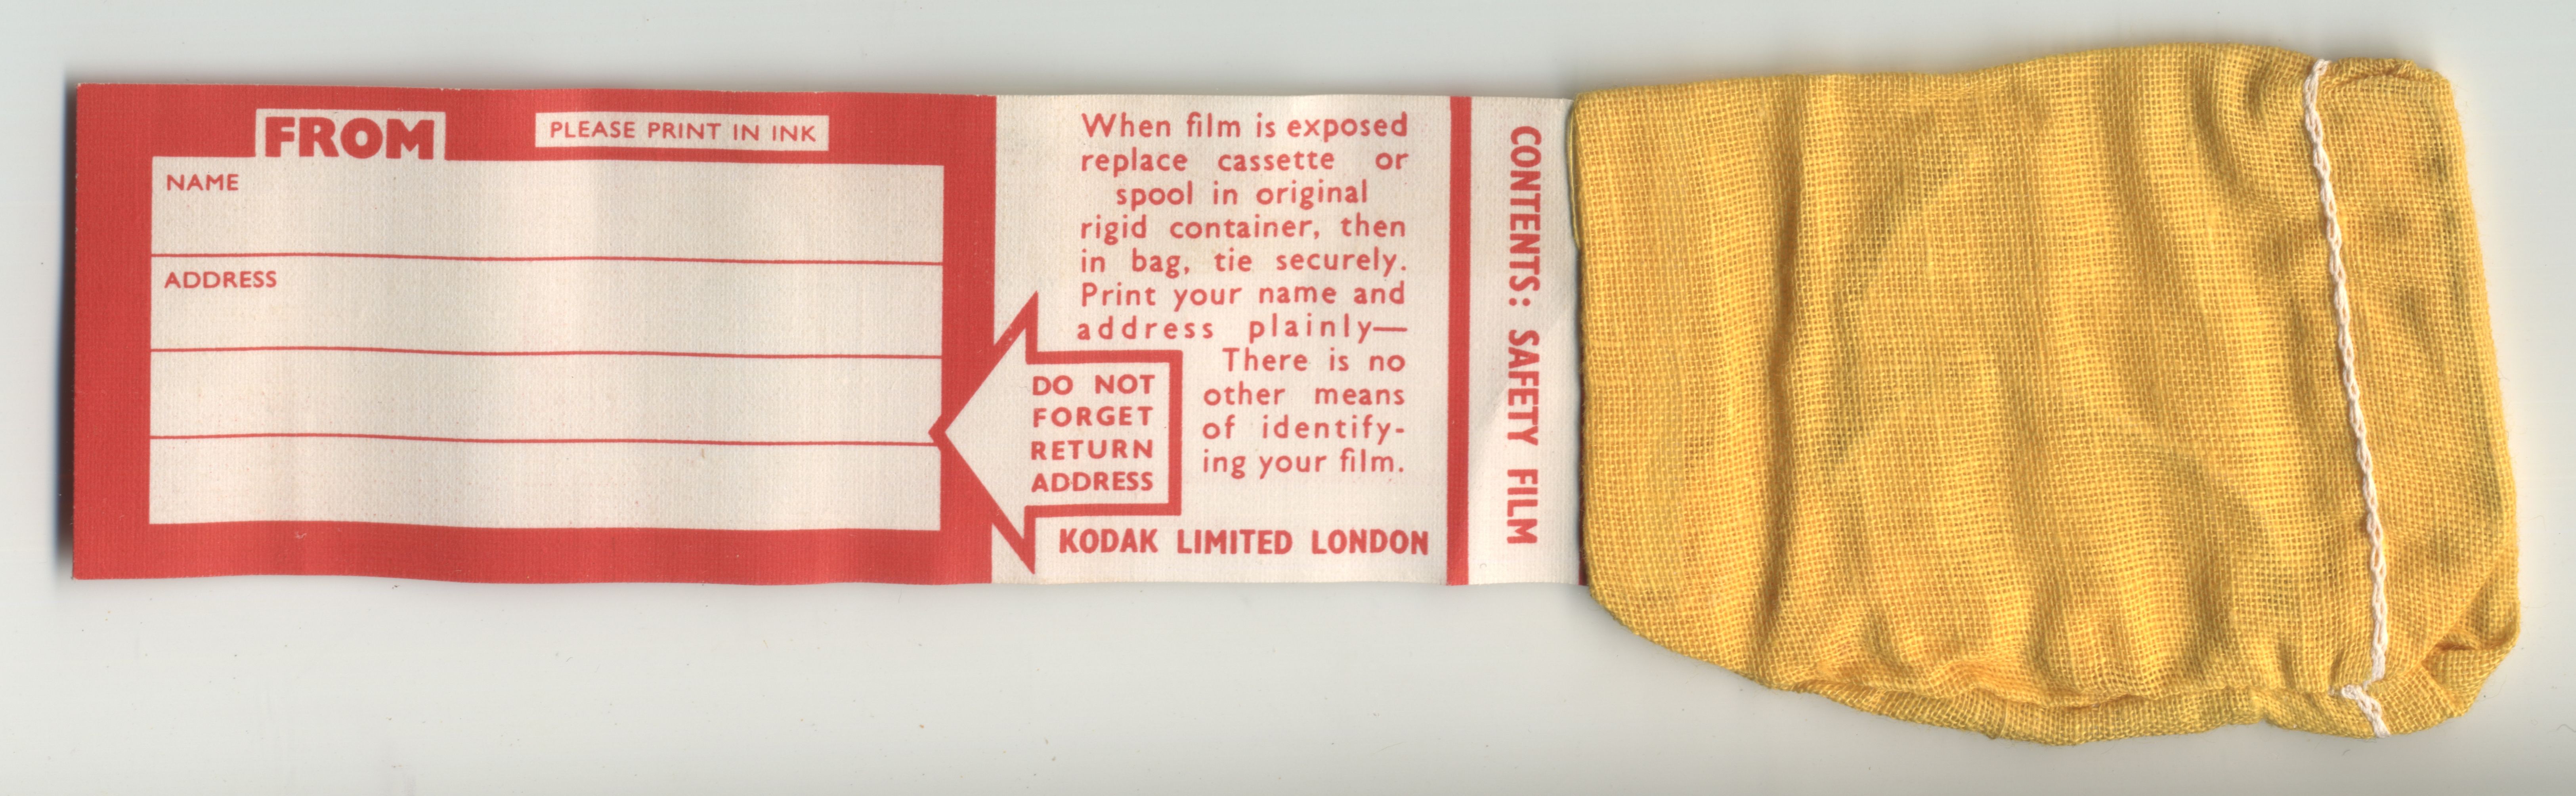 FROM
PLEASE PRINT IN INK
NAME
ADDRESS
When film is exposed
replace cassette or
spool in original
rigid container, then
in bag, tie securely.
Print your name and
address plainly—
There is no
other means
of identify-
ing your film.
DO NOT
FORGET
RETURN
ADDRESS
KODAK LIMITED LONDON
CONTENTS: SAFETY FILM